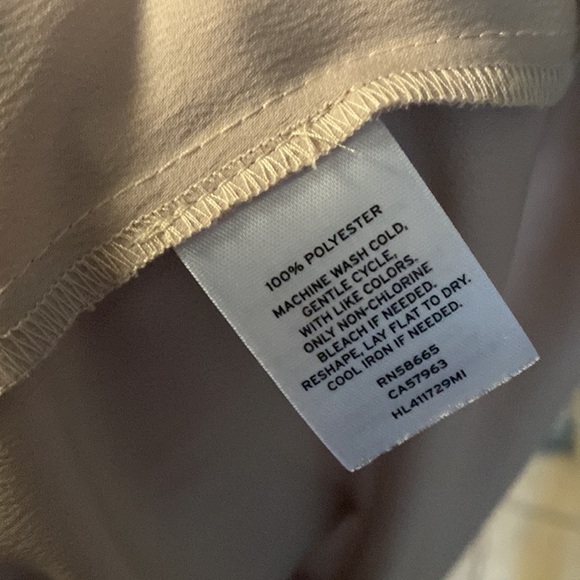 100% POLYESTER
MACHINE WASH COLD,
GENTLE CYCLE,
WITH LIKE COLORS.
ONLY NON-CHLORINE
BLEACH IF NEEDED.
RESHAPE, LAY FLAT TO DRY.
COOL IRON IF NEEDED.
RN58665
CA57963
HL411729MI